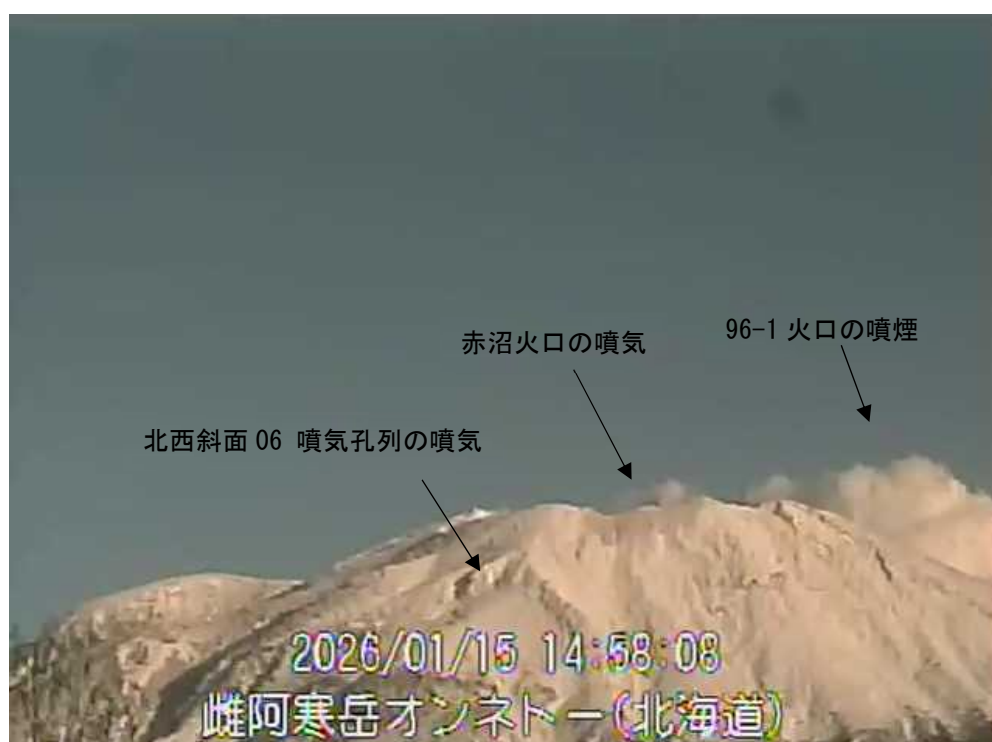 96-1 火口の噴煙
赤沼火口の噴気
北西斜面 06 噴気孔列の噴気
2026/01/15 14:58:08
雌阿寒岳オンネトー(北海道)